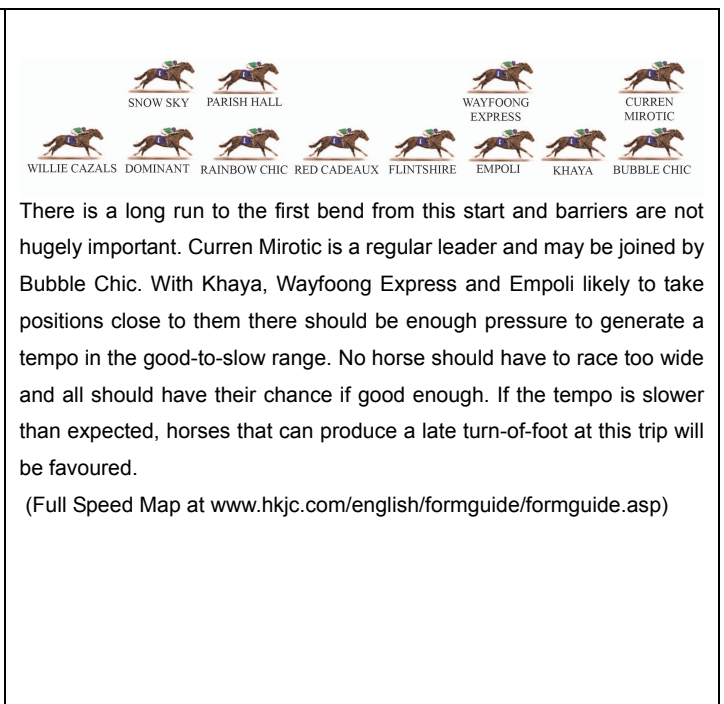 SNOW SKY PARISH HALL WAYFOONG EXPRESS CURREN MIROTIC
WILLIE CAZALS DOMINANT RAINBOW CHIC RED CADEAUX FLINTSHIRE EMPOLI KHAYA BUBBLE CHIC
There is a long run to the first bend from this start and barriers are not
hugely important. Curren Mirotic is a regular leader and may be joined by
Bubble Chic. With Khaya, Wayfoong Express and Empoli likely to take
positions close to them there should be enough pressure to generate a
tempo in the good-to-slow range. No horse should have to race too wide
and all should have their chance if good enough. If the tempo is slower
than expected, horses that can produce a late turn-of-foot at this trip will
be favoured.
(Full Speed Map at www.hkjc.com/english/formguide/formguide.asp)